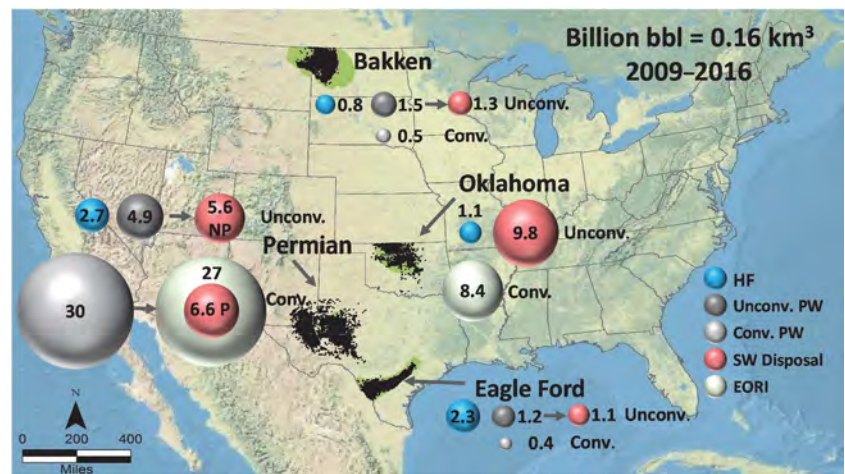 Billion bbl = 0.16 km³
2009–2016
Bakken
0.8 1.5 1.3 Unconv.
0.5 Conv.
Oklahoma
1.1
9.8 Unconv.
8.4 Conv.
2.7 4.9 5.6 NP Unconv.
Permian
30 27 6.6 P Conv.
HF
Unconv. PW
Conv. PW
SW Disposal
EORI
Eagle Ford
2.3 1.2 1.1 Unconv.
0.4 Conv.
N
0 200 400
Miles